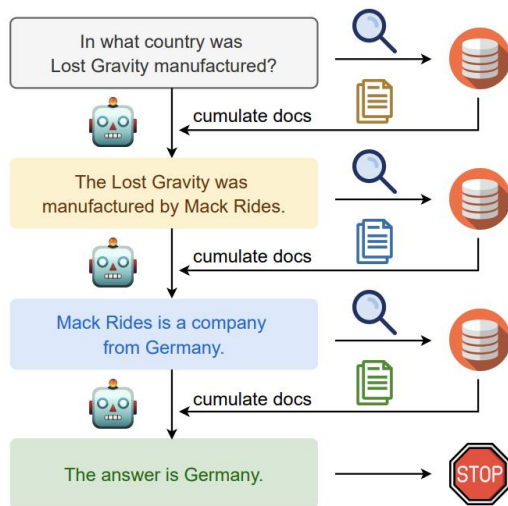 In what country was
Lost Gravity manufactured?
cumulate docs
The Lost Gravity was
manufactured by Mack Rides.
cumulate docs
Mack Rides is a company
from Germany.
cumulate docs
The answer is Germany.
STOP